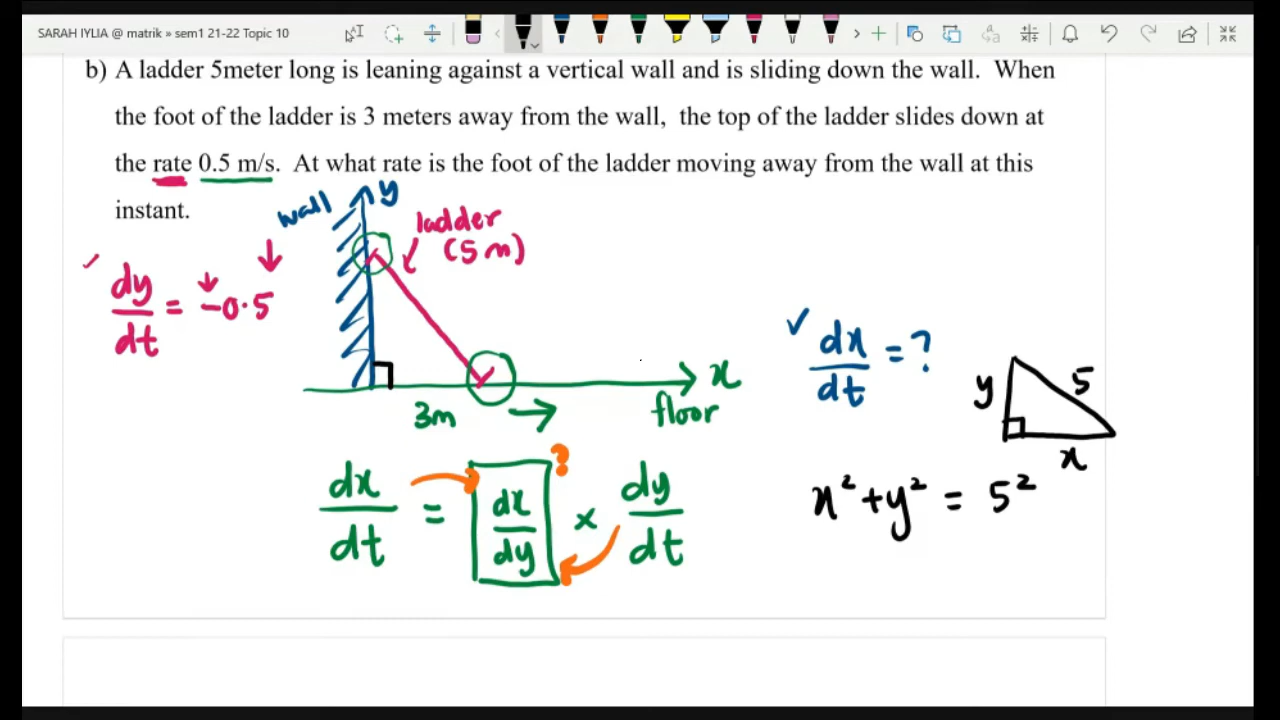 SARAH IYLIA @ matrik » sem1 21-22 Topic 10
b) A ladder 5meter long is leaning against a vertical wall and is sliding down the wall. When
the foot of the ladder is 3 meters away from the wall, the top of the ladder slides down at
the rate 0.5 m/s. At what rate is the foot of the ladder moving away from the wall at this
instant.
wall
y
ladder
(5 m)
dy/dt = -0.5
x
floor
3m
dx/dt = ?
y
5
x
dx/dt = dx/dy × dy/dt
?
x² + y² = 5²